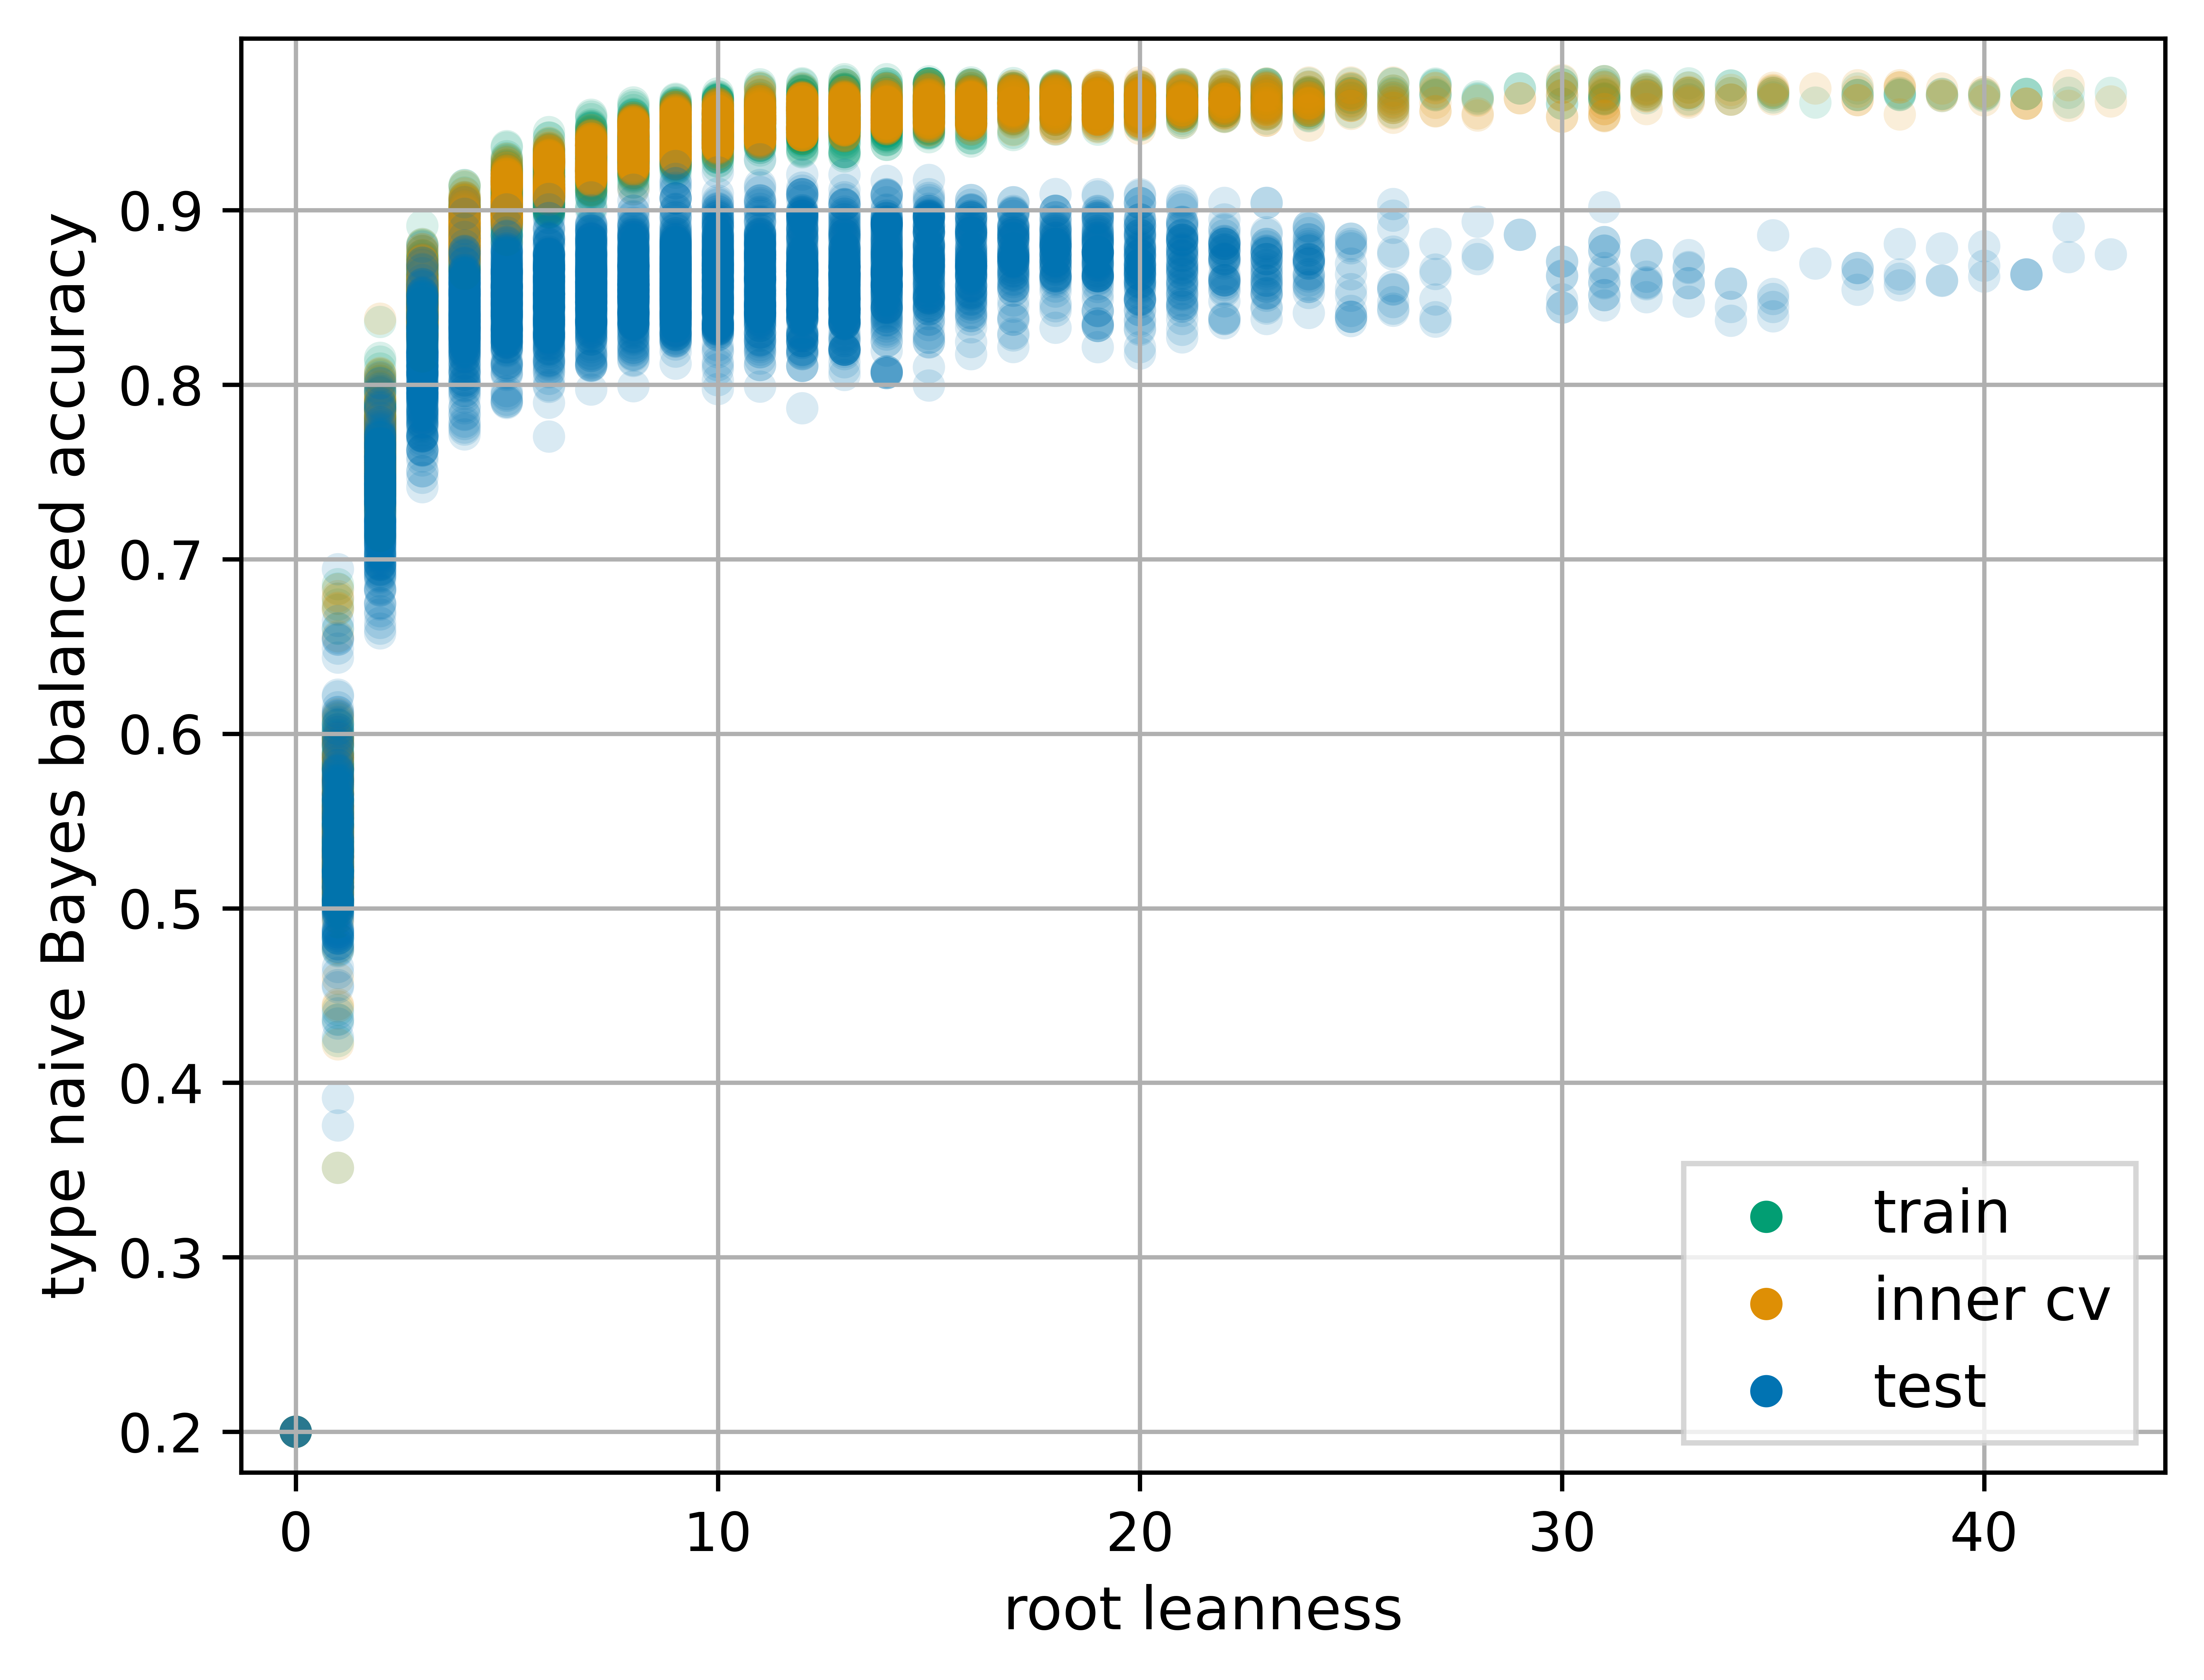 type naive Bayes balanced accuracy
0.9
0.8
0.7
0.6
0.5
0.4
0.3
0.2
train
inner cv
test
0 10 20 30 40
root leanness